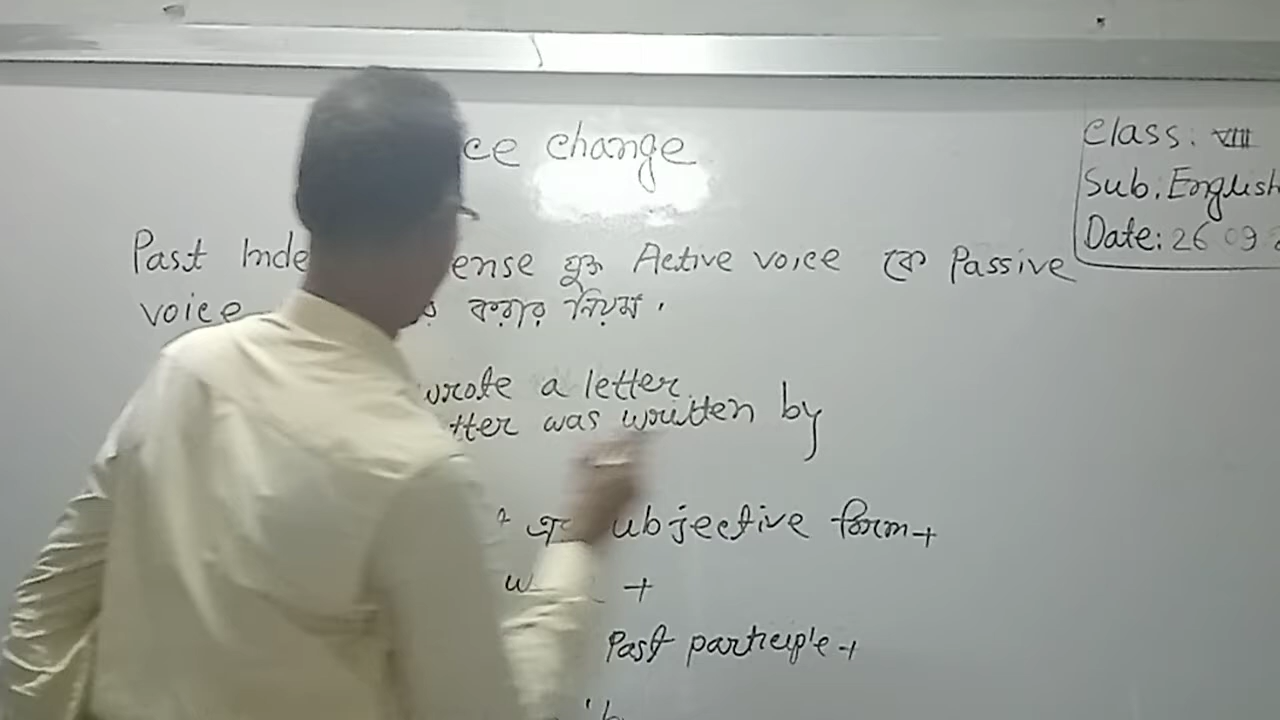 ce change
Class: VIII
Sub. English
Date: 26 09
Past Inde ense যুক্ত Active voice কে Passive
voice র করার নিয়ম.
wrote a letter.
tter was written by
এর ubjective form+
+
Past participle +